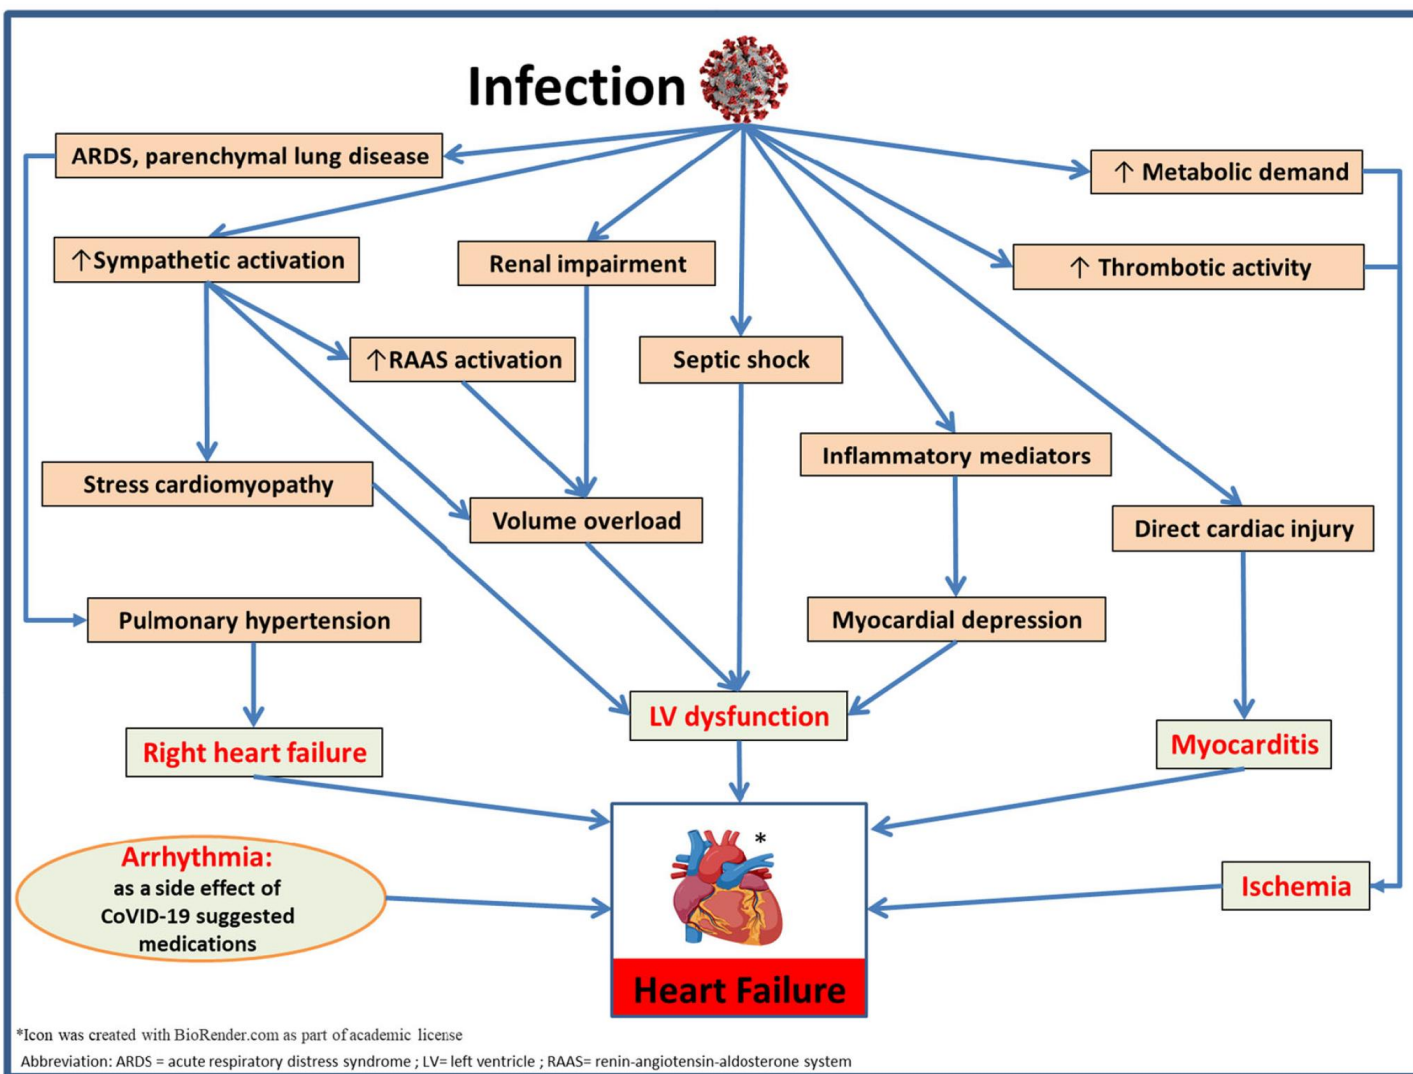 Infection
ARDS, parenchymal lung disease
↑ Metabolic demand
↑Sympathetic activation
Renal impairment
↑ Thrombotic activity
↑RAAS activation
Septic shock
Inflammatory mediators
Stress cardiomyopathy
Volume overload
Direct cardiac injury
Pulmonary hypertension
Myocardial depression
LV dysfunction
Right heart failure
Myocarditis
*
Arrhythmia:
as a side effect of
CoVID-19 suggested
medications
Ischemia
Heart Failure
*Icon was created with BioRender.com as part of academic license
Abbreviation: ARDS = acute respiratory distress syndrome ; LV= left ventricle ; RAAS= renin-angiotensin-aldosterone system